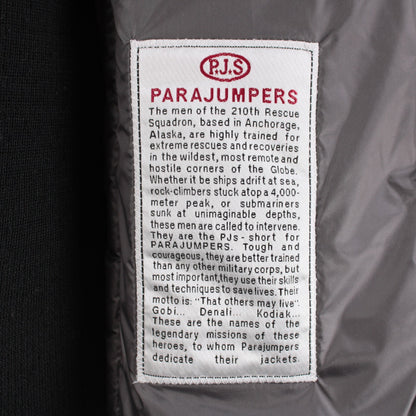 P.J.S
PARAJUMPERS
The men of the 210th Rescue
Squadron, based in Anchorage,
Alaska, are highly trained for
extreme rescues and recoveries
in the wildest, most remote and
hostile corners of the Globe.
Whether it be ships adrift at sea,
rock-climbers stuck atop a 4,000-
meter peak, or submariners
sunk at unimaginable depths,
these men are called to intervene.
They are the PJs - short for
PARAJUMPERS. Tough and
courageous, they are better trained
than any other military corps, but
most important, they use their skills
and techniques to save lives. Their
motto is: "That others may live".
Gobi... Denali... Kodiak...
These are the names of the
legendary missions of these
heroes, to whom Parajumpers
dedicate their jackets.